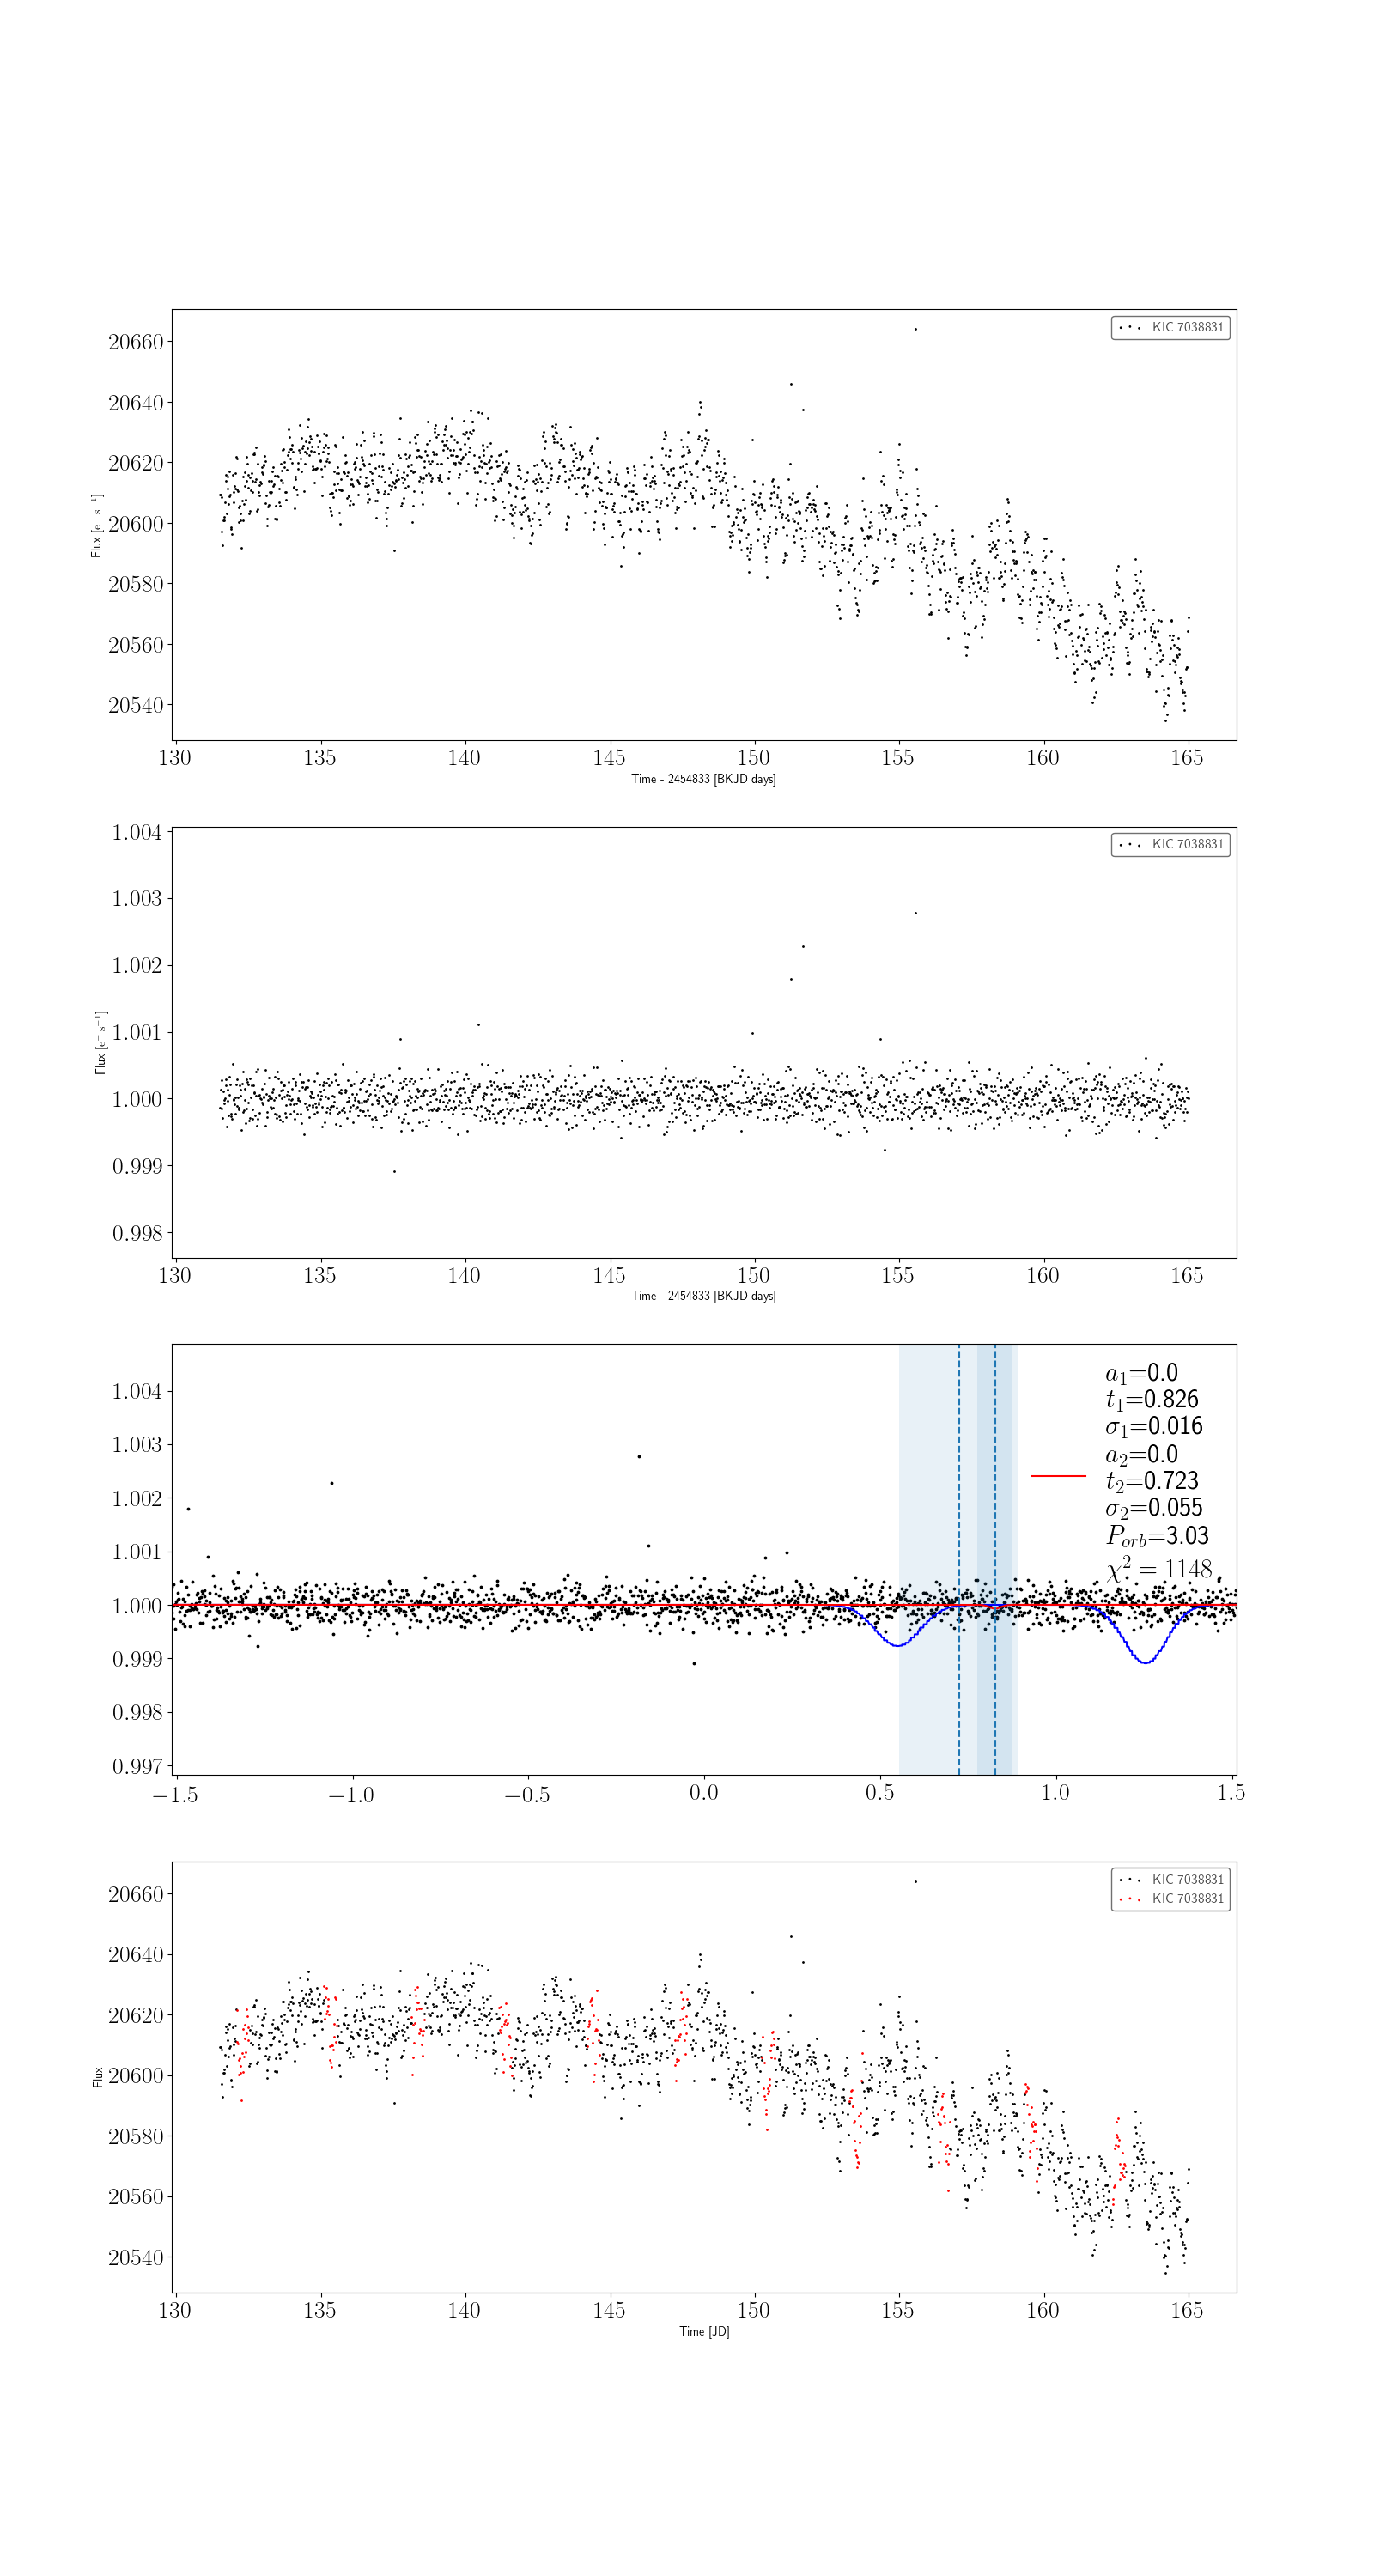 KIC 7038831
20660
20640
20620
20600
20580
20560
20540
Flux [e⁻ s⁻¹]
130 135 140 145 150 155 160 165
Time - 2454833 [BKJD days]
KIC 7038831
1.004
1.003
1.002
1.001
1.000
0.999
0.998
Flux [e⁻ s⁻¹]
130 135 140 145 150 155 160 165
Time - 2454833 [BKJD days]
1.004
1.003
1.002
1.001
1.000
0.999
0.998
0.997
a₁=0.0
t₁=0.826
σ₁=0.016
a₂=0.0
t₂=0.723
σ₂=0.055
P_orb=3.03
χ² = 1148
−1.5 −1.0 −0.5 0.0 0.5 1.0 1.5
KIC 7038831
KIC 7038831
20660
20640
20620
20600
20580
20560
20540
Flux
130 135 140 145 150 155 160 165
Time [JD]